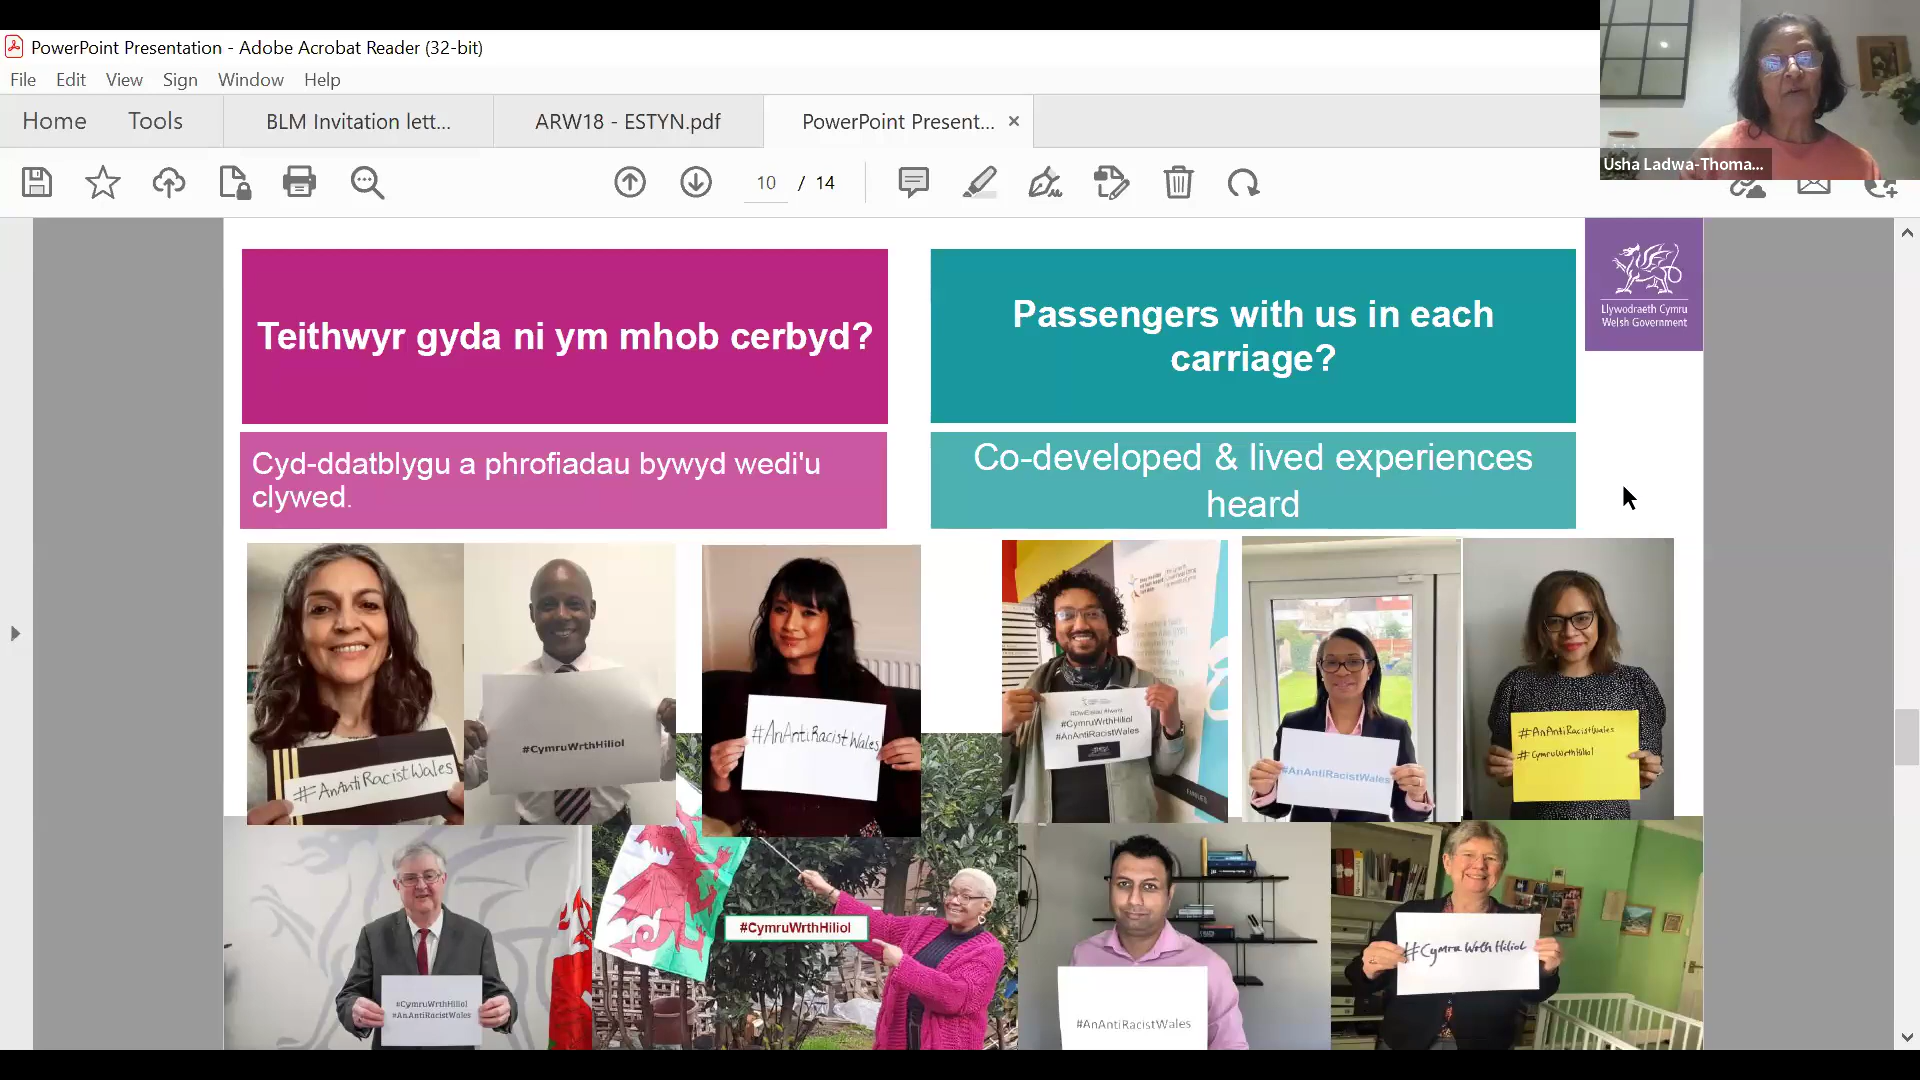 PowerPoint Presentation - Adobe Acrobat Reader (32-bit)
File Edit View Sign Window Help
Home Tools BLM Invitation lett... ARW18 - ESTYN.pdf PowerPoint Present... ×
10 / 14
Usha Ladwa-Thoma...
Teithwyr gyda ni ym mhob cerbyd?
Passengers with us in each
carriage?
Llywodraeth Cymru
Welsh Government
Cyd-ddatblygu a phrofiadau bywyd wedi'u
clywed.
Co-developed & lived experiences
heard
#AnAntiRacistWales
#CymruWrthHiliol
#AnAntiRacistWales
#CymruWrthHiliol
#AnAntiRacistWales
#AnAntiRacistWales
#AnAntiRacistWales
#CymruWrthHiliol
#CymruWrthHiliol
#AnAntiRacistWales
#CymruWrthHiliol
#AnAntiRacistWales
#CymruWrthHiliol